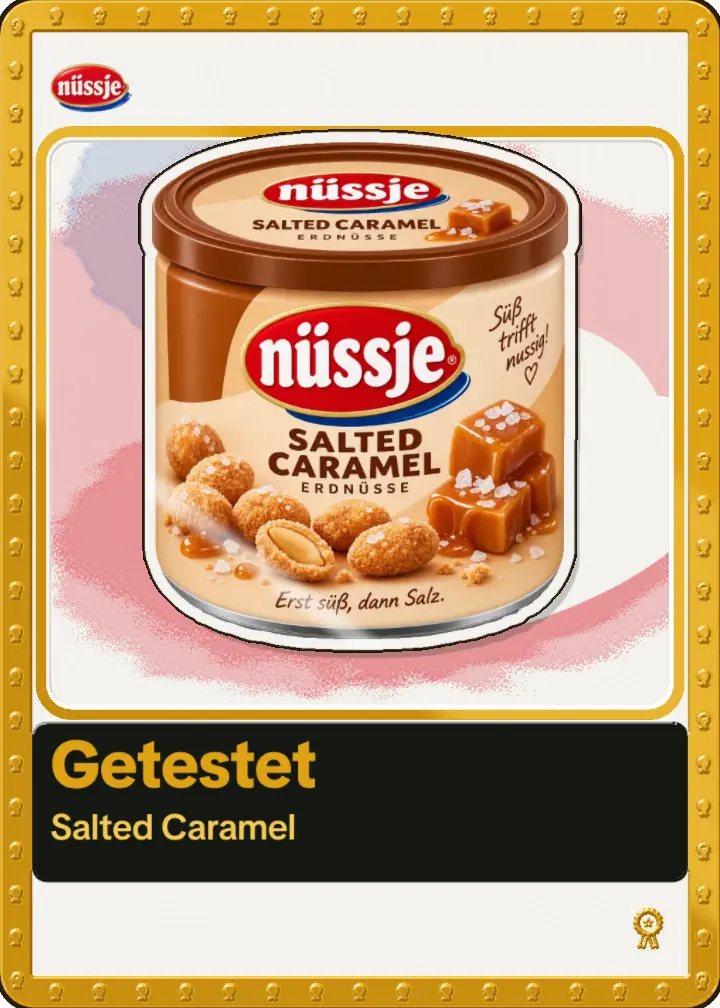 nüssje
nüssje
SALTED CARAMEL
ERDNÜSSE
Süß
trifft
nussig!
nüssje®
SALTED
CARAMEL
ERDNÜSSE
Erst süß, dann Salz.
Getestet
Salted Caramel